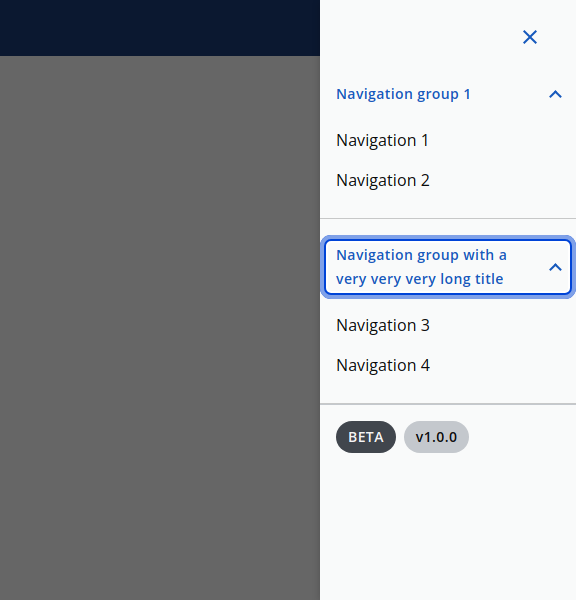 Navigation group 1
Navigation 1
Navigation 2
Navigation group with a
very very very long title
Navigation 3
Navigation 4
BETA v1.0.0